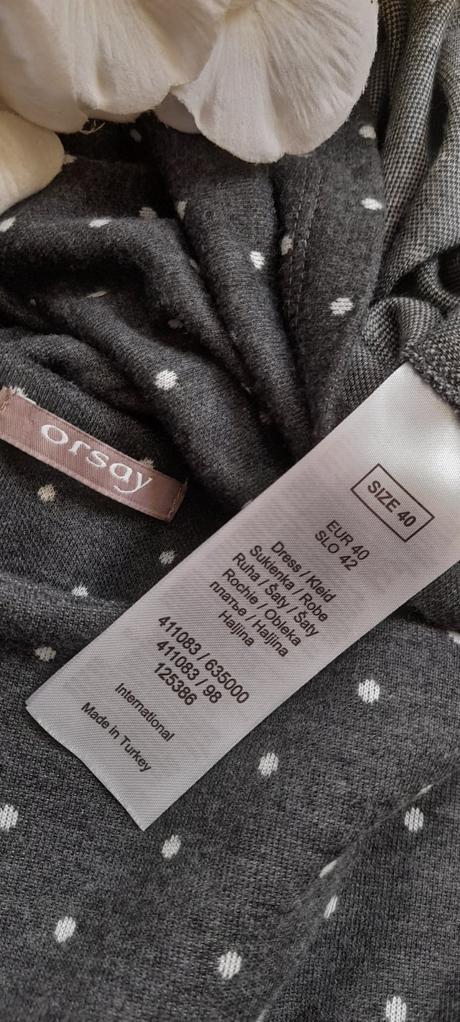 orsay
SIZE 40
EUR 40
SLO 42
Dress / Kleid
Sukienka / Robe
Ruha / Šaty / Šaty
Rochie / Obleka
платье / Haljina
Haljina
411083 / 635000
411083 / 98
125386
International
Made in Turkey